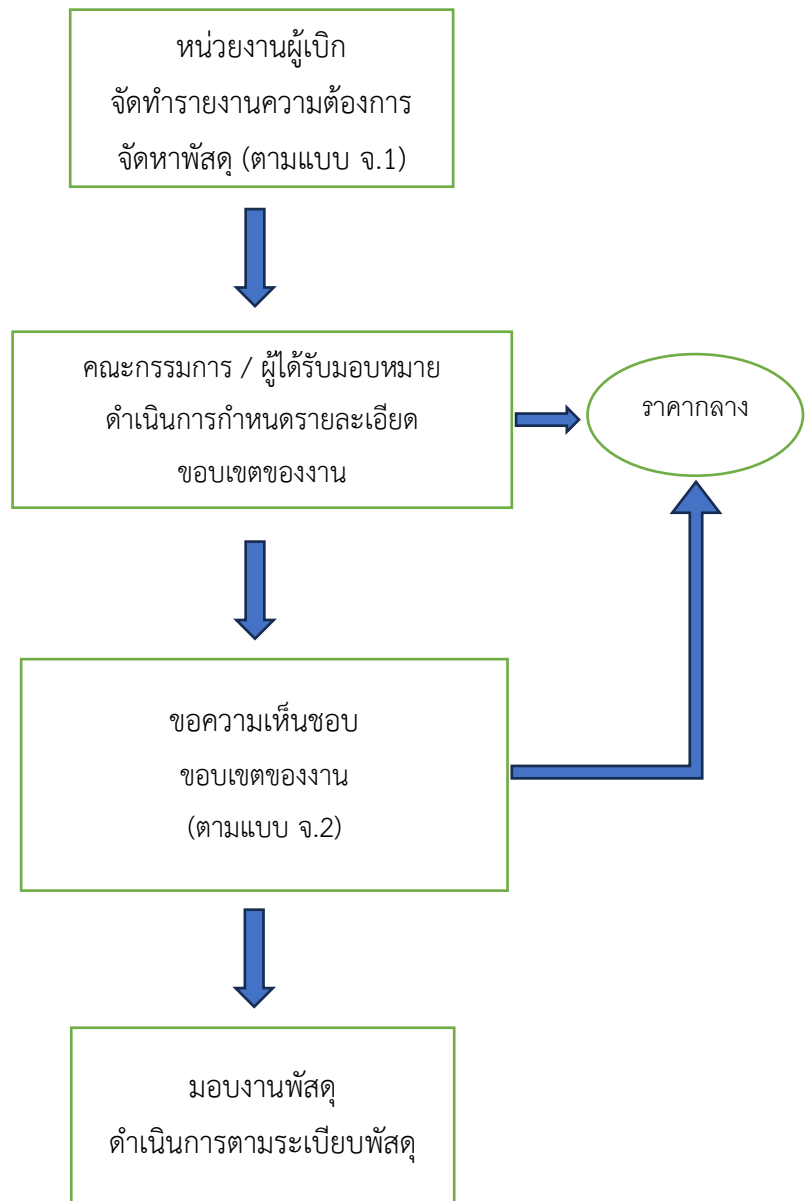 หน่วยงานผู้เบิก
จัดทำรายงานความต้องการ
จัดหาพัสดุ (ตามแบบ จ.1)
คณะกรรมการ / ผู้ได้รับมอบหมาย
ดำเนินการกำหนดรายละเอียด
ขอบเขตของงาน
ราคากลาง
ขอความเห็นชอบ
ขอบเขตของงาน
(ตามแบบ จ.2)
มอบงานพัสดุ
ดำเนินการตามระเบียบพัสดุ